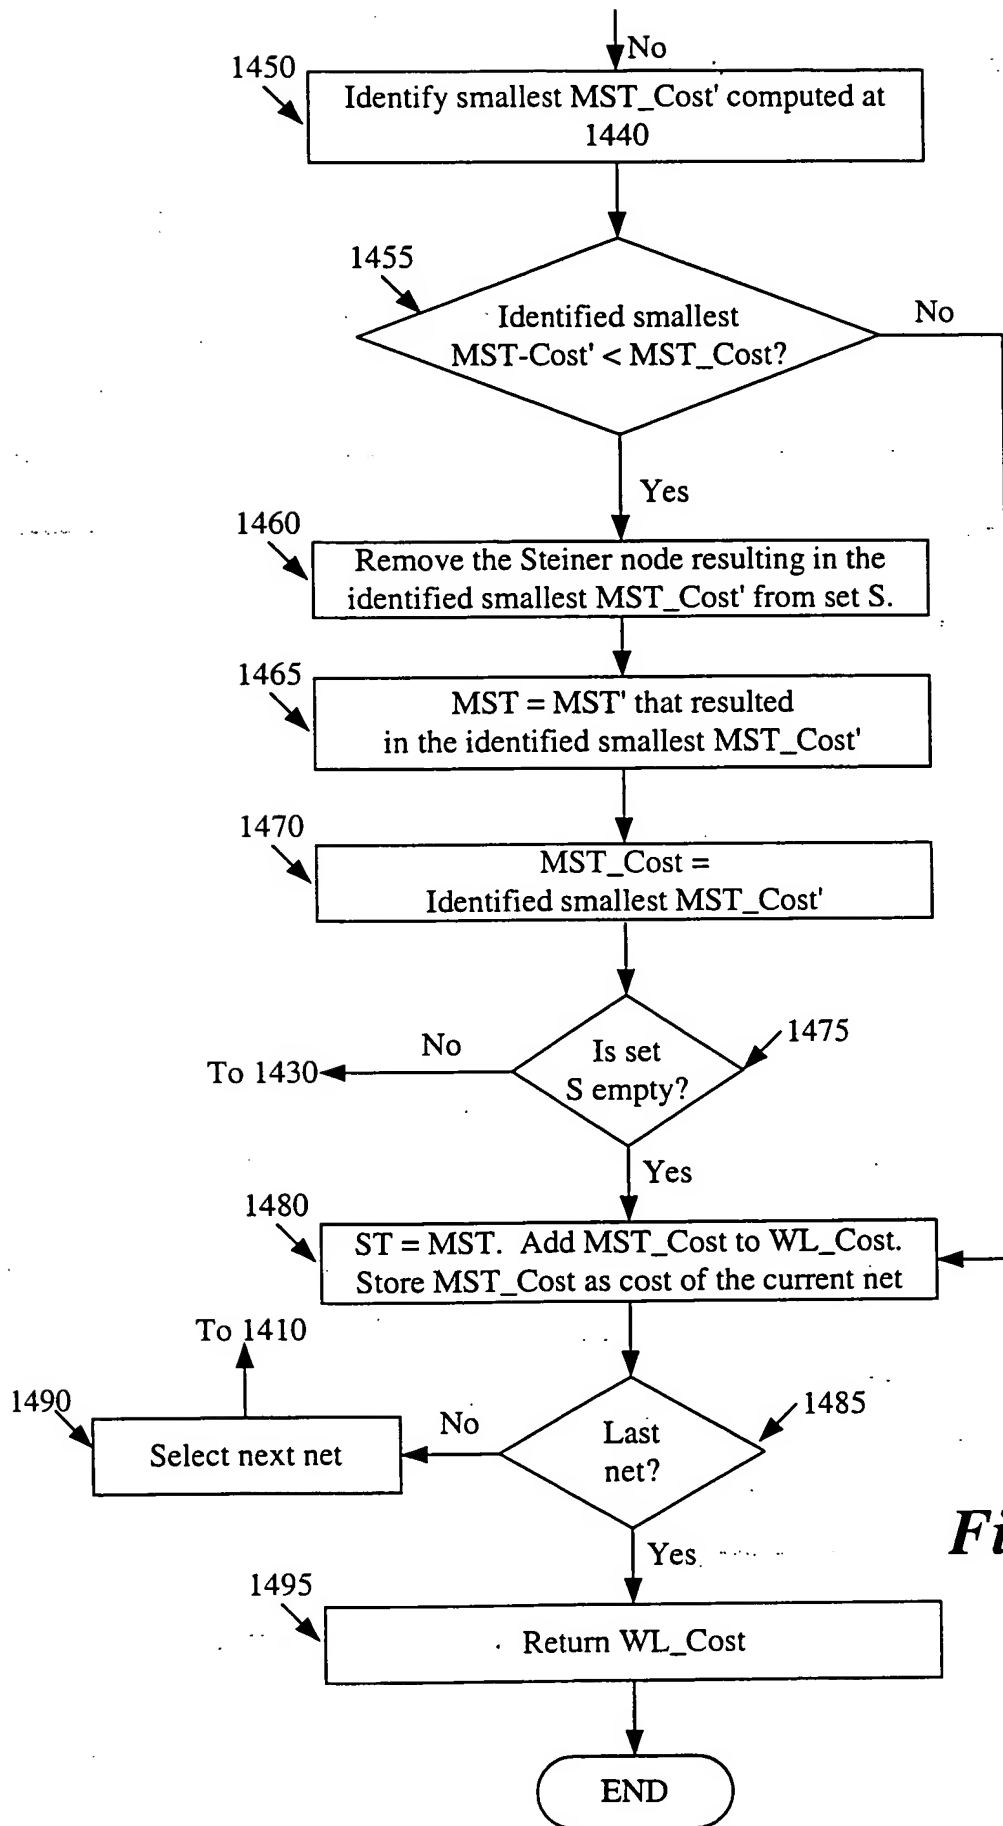 No
1450
Identify smallest MST_Cost' computed at
1440
1455
Identified smallest
MST-Cost' < MST_Cost?
No
Yes
1460
Remove the Steiner node resulting in the
identified smallest MST_Cost' from set S.
1465
MST = MST' that resulted
in the identified smallest MST_Cost'
1470
MST_Cost =
Identified smallest MST_Cost'
1475
Is set
S empty?
No
To 1430
Yes
1480
ST = MST. Add MST_Cost to WL_Cost.
Store MST_Cost as cost of the current net
To 1410
1490
Select next net
No
1485
Last
net?
Fi
Yes
1495
Return WL_Cost
END